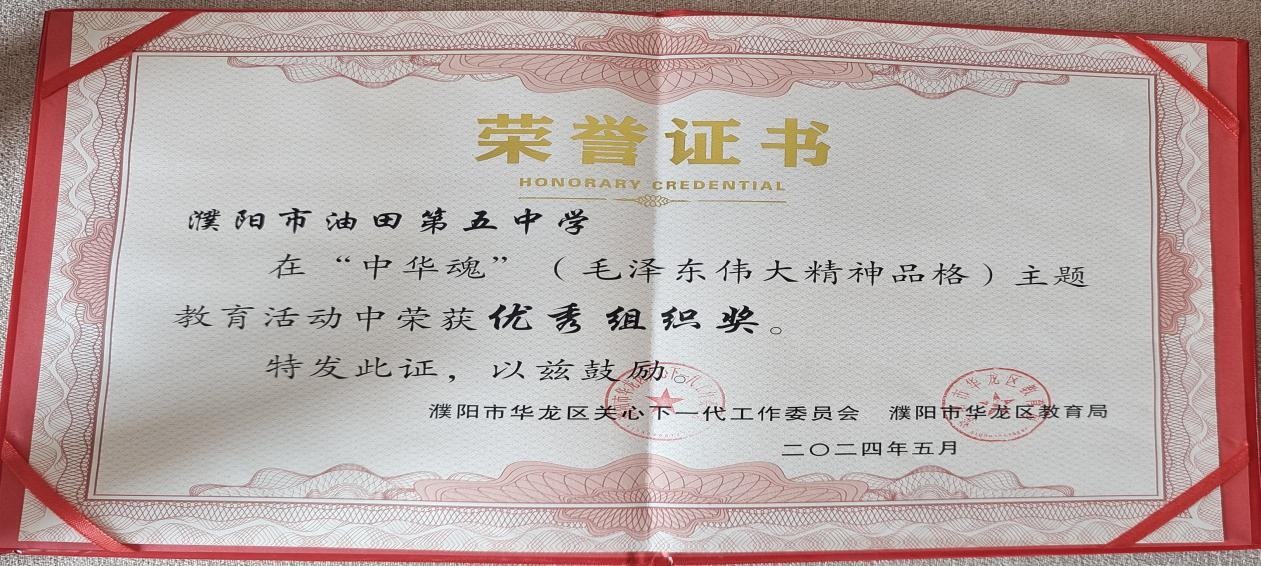 荣誉证书
HONORARY CREDENTIAL
濮阳市油田第五中学
在“中华魂”（毛泽东伟大精神品格）主题
教育活动中荣获优秀组织奖。
特发此证，以兹鼓励。
濮阳市华龙区关心下一代工作委员会 濮阳市华龙区教育局
二〇二四年五月